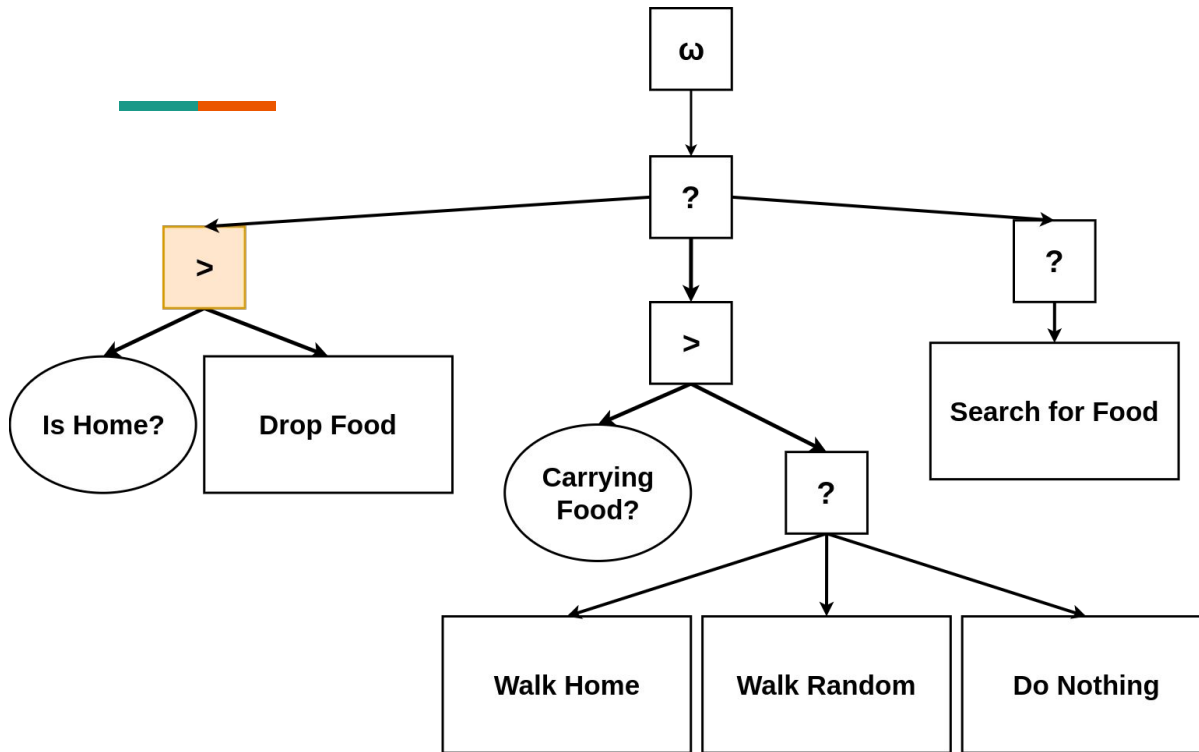 ω
?
>
?
>
Is Home?
Drop Food
Search for Food
Carrying
Food?
?
Walk Home
Walk Random
Do Nothing